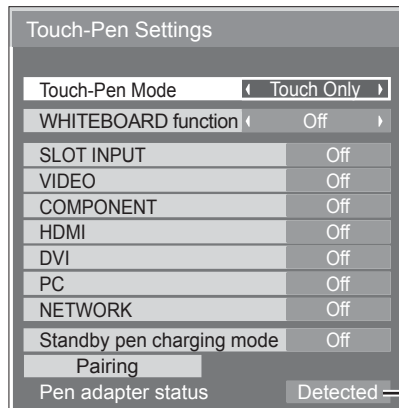 Touch-Pen Settings
Touch-Pen Mode Touch Only
WHITEBOARD function Off
SLOT INPUT Off
VIDEO Off
COMPONENT Off
HDMI Off
DVI Off
PC Off
NETWORK Off
Standby pen charging mode Off
Pairing
Pen adapter status Detected